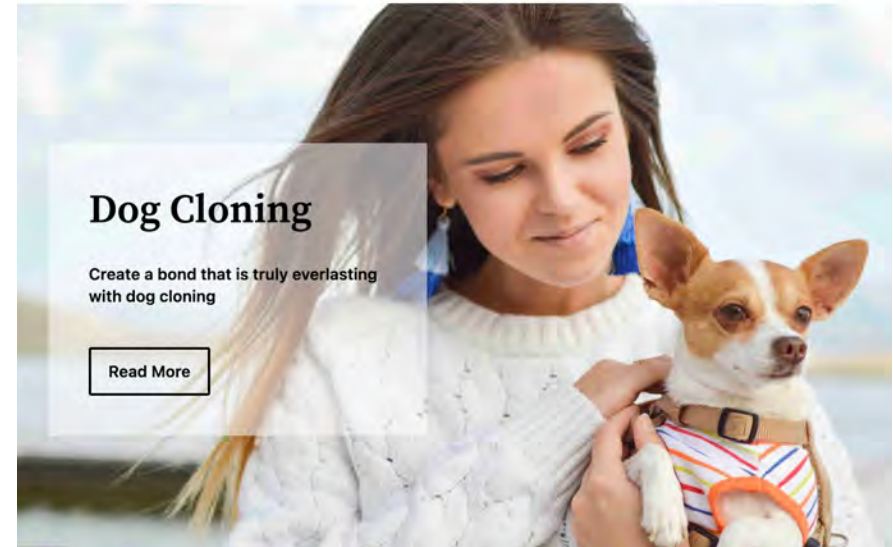 Dog Cloning
Create a bond that is truly everlasting
with dog cloning
Read More